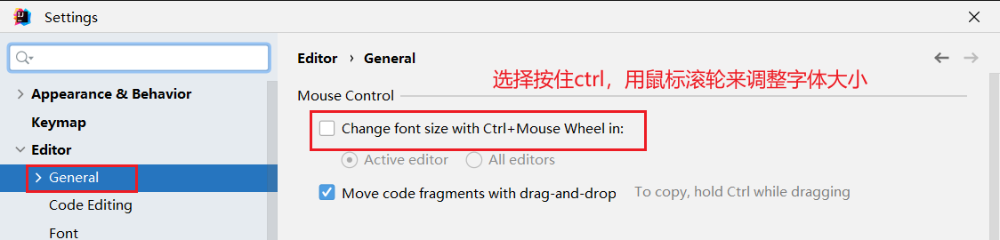 Settings
Editor › General
选择按住ctrl，用鼠标滚轮来调整字体大小
Appearance & Behavior
Mouse Control
Keymap
Change font size with Ctrl+Mouse Wheel in:
Editor
Active editor All editors
General
Move code fragments with drag-and-drop To copy, hold Ctrl while dragging
Code Editing
Font